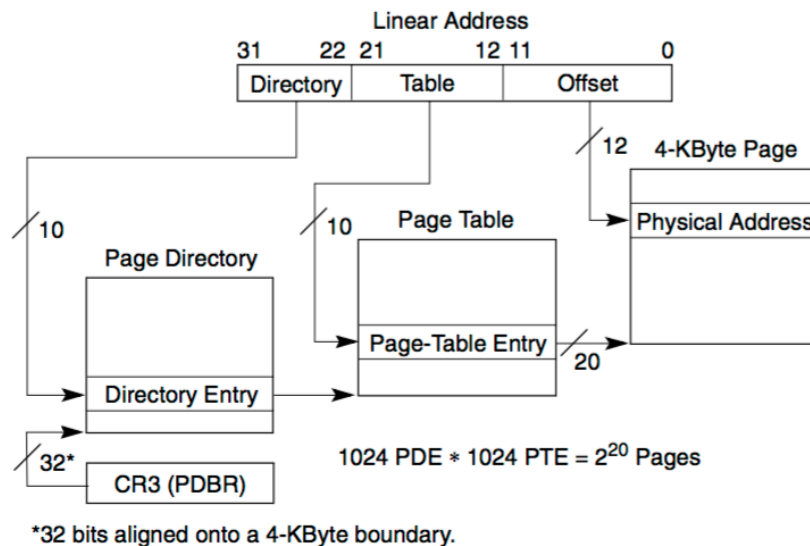 Linear Address
31 22 21 12 11 0
Directory Table Offset
12
4-KByte Page
10
10
Page Table
Physical Address
Page Directory
Page-Table Entry
20
Directory Entry
32*
1024 PDE * 1024 PTE = 2²⁰ Pages
CR3 (PDBR)
*32 bits aligned onto a 4-KByte boundary.